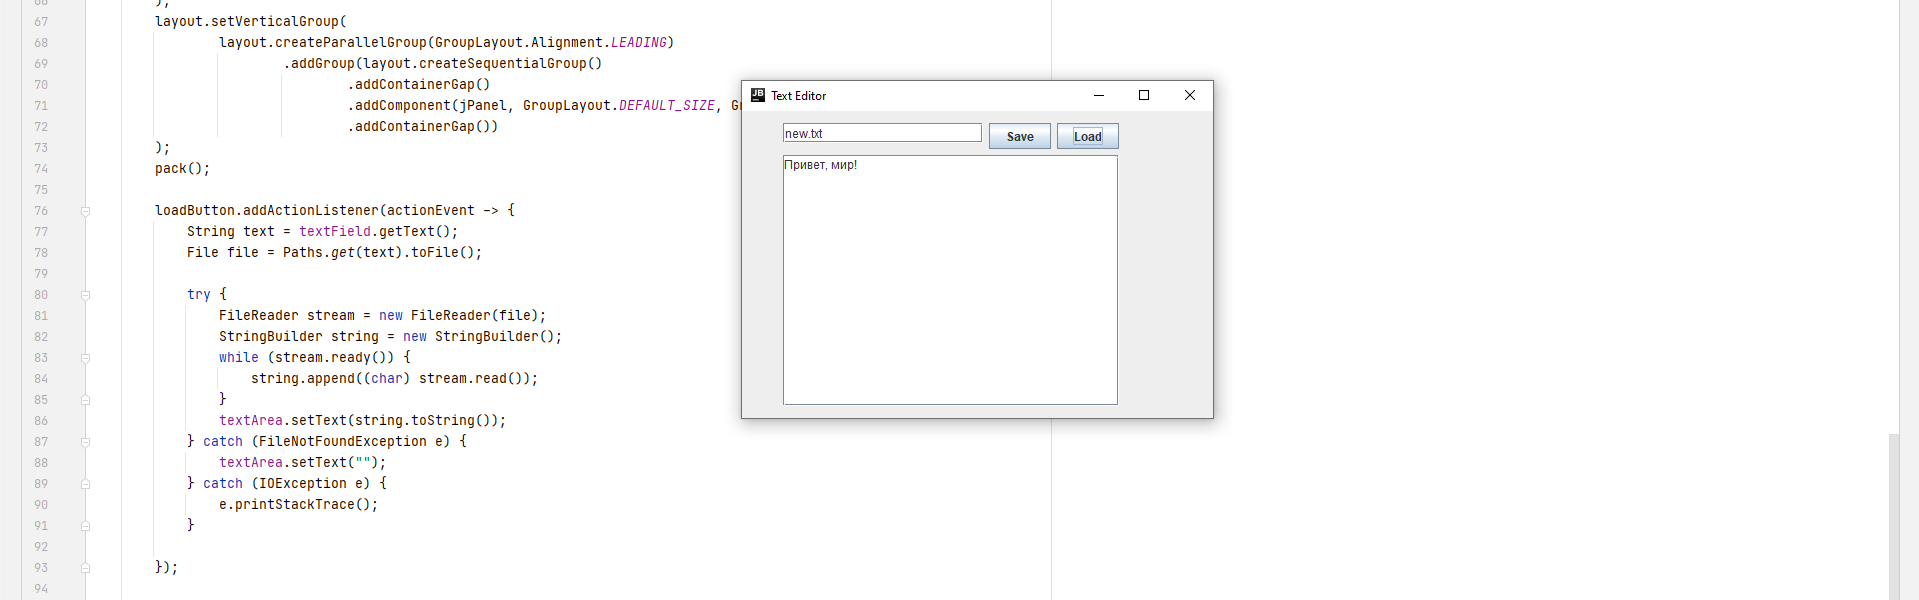 66 );
67 layout.setVerticalGroup(
68 layout.createParallelGroup(GroupLayout.Alignment.LEADING)
69 .addGroup(layout.createSequentialGroup()
70 .addContainerGap()
71 .addComponent(jPanel, GroupLayout.DEFAULT_SIZE,
72 .addContainerGap())
73 );
74 pack();
75
76 loadButton.addActionListener(actionEvent -> {
77 String text = textField.getText();
78 File file = Paths.get(text).toFile();
79
80 try {
81 FileReader stream = new FileReader(file);
82 StringBuilder string = new StringBuilder();
83 while (stream.ready()) {
84 string.append((char) stream.read());
85 }
86 textArea.setText(string.toString());
87 } catch (FileNotFoundException e) {
88 textArea.setText("");
89 } catch (IOException e) {
90 e.printStackTrace();
91 }
92
93 });
94
JB Text Editor
new.txt Save Load
Привет, мир!